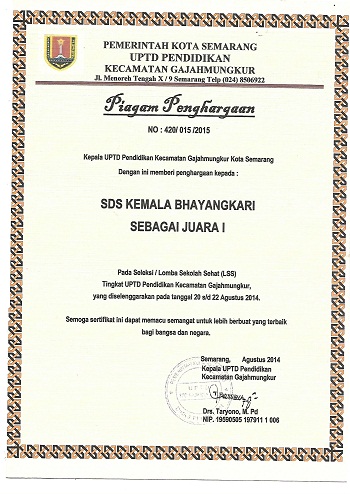 PEMERINTAH KOTA SEMARANG
UPTD PENDIDIKAN
KECAMATAN GAJAHMUNGKUR
Jl. Menoreh Tengah X / 9 Semarang Telp (024) 8506922
Piagam Penghargaan
NO : 420/ 015 /2015
Kepala UPTD Pendidikan Kecamatan Gajahmungkur Kota Semarang
Dengan ini memberi penghargaan kepada :
SDS KEMALA BHAYANGKARI
SEBAGAI JUARA I
Pada Seleksi / Lomba Sekolah Sehat (LSS)
Tingkat UPTD Pendidikan Kecamatan Gajahmungkur,
yang diselenggarakan pada tanggal 20 s/d 22 Agustus 2014.
Semoga sertifikat ini dapat memacu semangat untuk lebih berbuat yang terbaik
bagi bangsa dan negara.
Semarang, Agustus 2014
Kepala UPTD Pendidikan
Kecamatan Gajahmungkur
Drs. Taryono, M. Pd
NIP. 19590505 197911 1 006